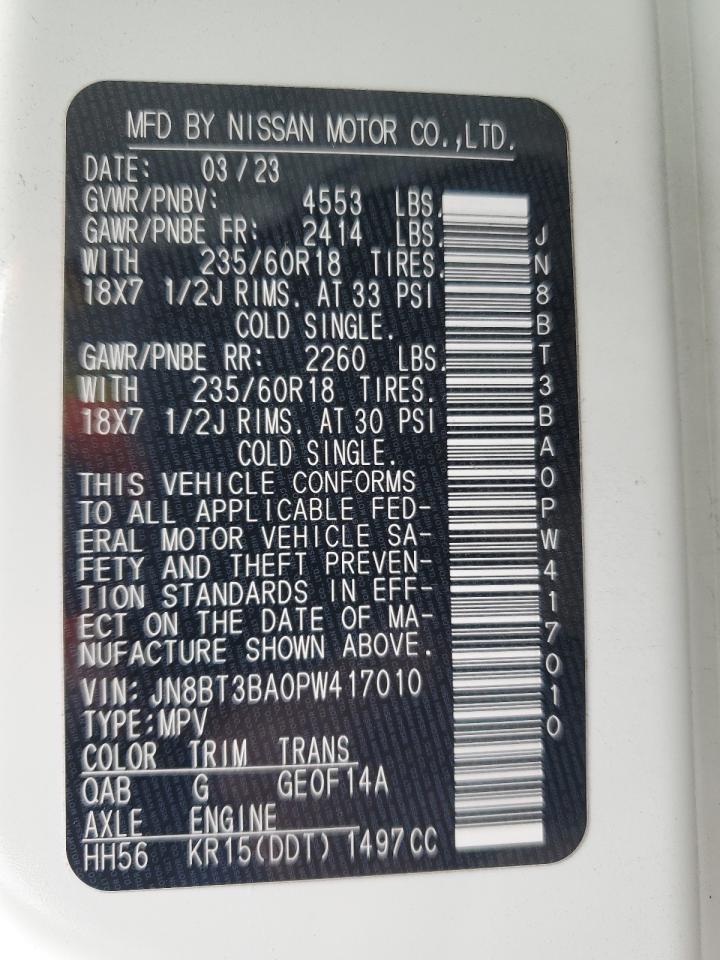 MFD BY NISSAN MOTOR CO.,LTD.
DATE: 03/23
GVWR/PNBV: 4553 LBS.
GAWR/PNBE FR: 2414 LBS.
WITH 235/60R18 TIRES.
18X7 1/2J RIMS. AT 33 PSI
COLD SINGLE.
GAWR/PNBE RR: 2260 LBS.
WITH 235/60R18 TIRES.
18X7 1/2J RIMS. AT 30 PSI
COLD SINGLE.
THIS VEHICLE CONFORMS
TO ALL APPLICABLE FED-
ERAL MOTOR VEHICLE SA-
FETY AND THEFT PREVEN-
TION STANDARDS IN EFF-
ECT ON THE DATE OF MA-
NUFACTURE SHOWN ABOVE.
VIN: JN8BT3BA0PW417010
TYPE:MPV
COLOR TRIM TRANS
QAB G GE0F14A
AXLE ENGINE
HH56 KR15(DDT) 1497CC
JN8BT3BA0PW417010